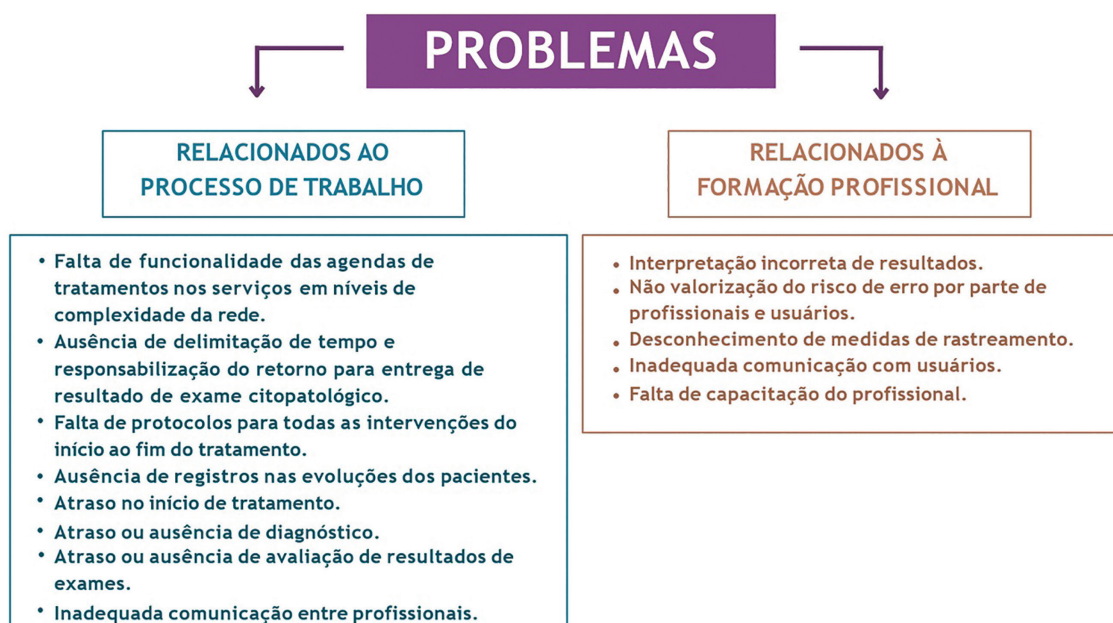 PROBLEMAS
RELACIONADOS AO
PROCESSO DE TRABALHO
• Falta de funcionalidade das agendas de
tratamentos nos serviços em níveis de
complexidade da rede.
• Ausência de delimitação de tempo e
responsabilização do retorno para entrega de
resultado de exame citopatológico.
• Falta de protocolos para todas as intervenções do
início ao fim do tratamento.
• Ausência de registros nas evoluções dos pacientes.
• Atraso no início de tratamento.
• Atraso ou ausência de diagnóstico.
• Atraso ou ausência de avaliação de resultados de
exames.
• Inadequada comunicação entre profissionais.
RELACIONADOS À
FORMAÇÃO PROFISSIONAL
• Interpretação incorreta de resultados.
• Não valorização do risco de erro por parte de
profissionais e usuários.
• Desconhecimento de medidas de rastreamento.
• Inadequada comunicação com usuários.
• Falta de capacitação do profissional.